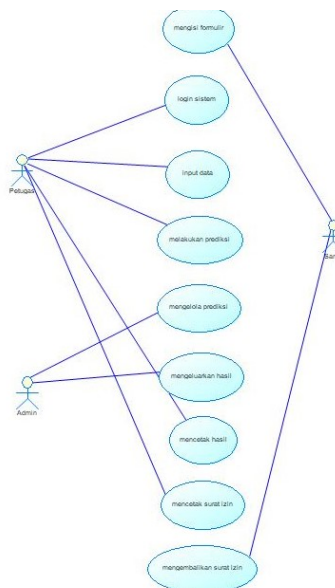 mengisi formulir
login sistem
input data
Petugas
melakukan prediksi
San
mengelola prediksi
mengeluarkan hasil
Admin
mencetak hasil
mencetak surat izin
mengembalikan surat izin